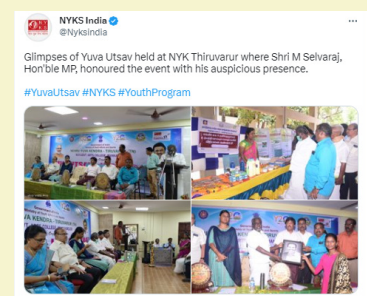 NYKS India
@Nyksindia
Glimpses of Yuva Utsav held at NYK Thiruvarur where Shri M Selvaraj,
Hon'ble MP, honoured the event with his auspicious presence.
#YuvaUtsav #NYKS #YouthProgram